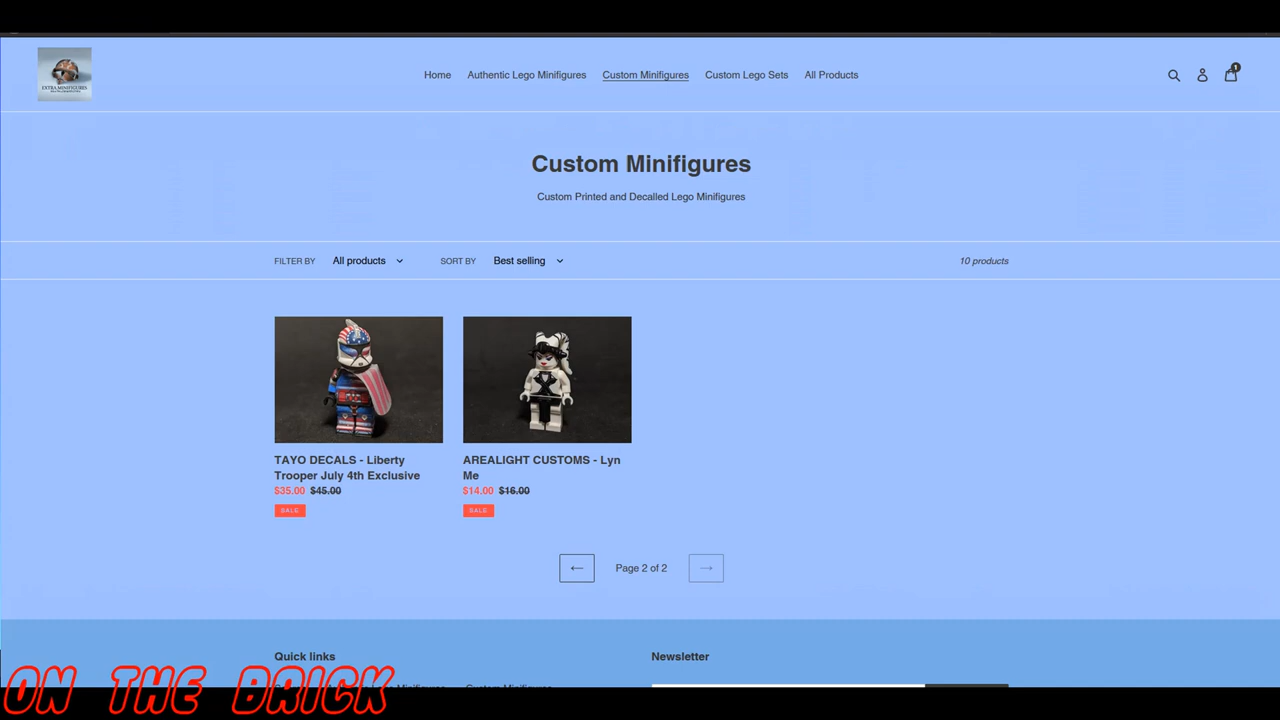 EXTRA MINIFIGURES
Home Authentic Lego Minifigures Custom Minifigures Custom Lego Sets All Products
1
Custom Minifigures
Custom Printed and Decalled Lego Minifigures
FILTER BY All products SORT BY Best selling 10 products
TAYO DECALS - Liberty
Trooper July 4th Exclusive
$35.00 $45.00
SALE
AREALIGHT CUSTOMS - Lyn
Me
$14.00 $16.00
SALE
← Page 2 of 2 →
Quick links Newsletter
Custom Minifigures
ON THE BRICK